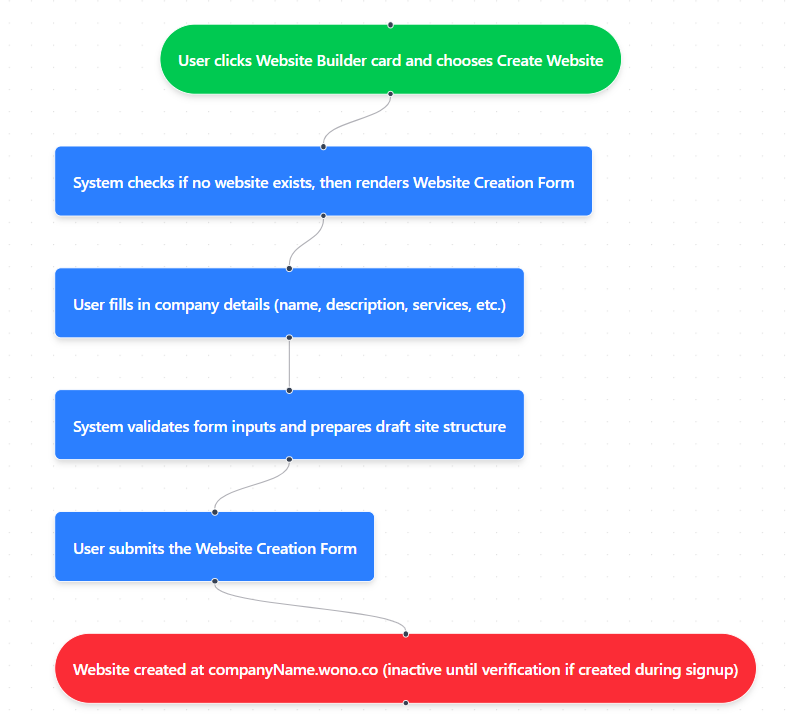 User clicks Website Builder card and chooses Create Website
System checks if no website exists, then renders Website Creation Form
User fills in company details (name, description, services, etc.)
System validates form inputs and prepares draft site structure
User submits the Website Creation Form
Website created at companyName.wono.co (inactive until verification if created during signup)